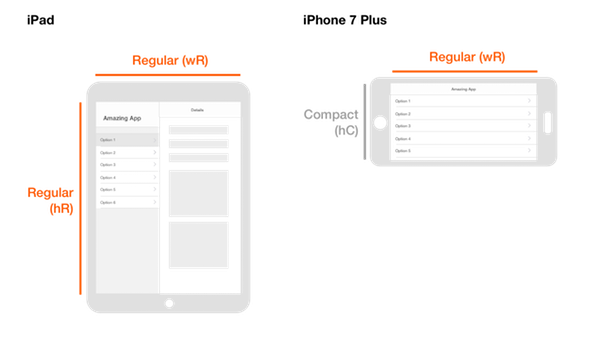 iPad
Regular (wR)
Regular
(hR)
Amazing App
Details
Option 1
Option 2
Option 3
Option 4
Option 5
Option 6
iPhone 7 Plus
Regular (wR)
Compact
(hC)
Amazing App
Option 1
Option 2
Option 3
Option 4
Option 5